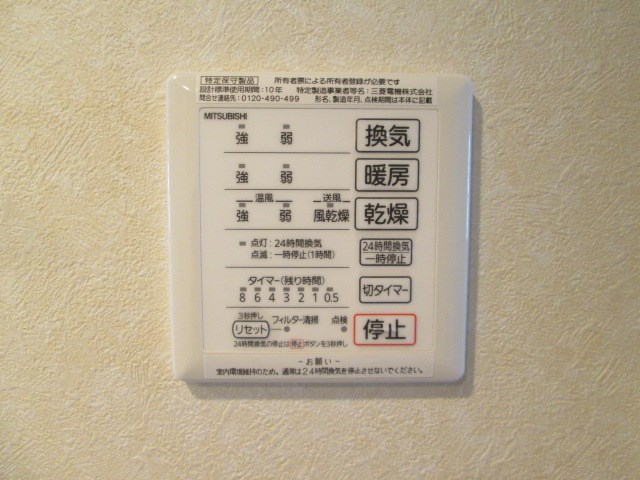 特定保守製品 所有者票による所有者登録が必要です
設計標準使用期間:10年 特定製造事業者等名:三菱電機株式会社
問合せ連絡先:0120-490-499 形名、製造年月、点検期間は本体に記載
MITSUBISHI
強 弱 換気
強 弱 暖房
温風 送風
強 弱 風乾燥 乾燥
点灯:24時間換気 24時間換気
点滅:一時停止(1時間) 一時停止
タイマー(残り時間)
8 6 4 3 2 1 0.5 切タイマー
3秒押し
リセット フィルター清掃 点検 停止
24時間換気の停止は停止ボタンを3秒押し
-お願い-
室内環境維持のため、通常は24時間換気を停止させないでください。